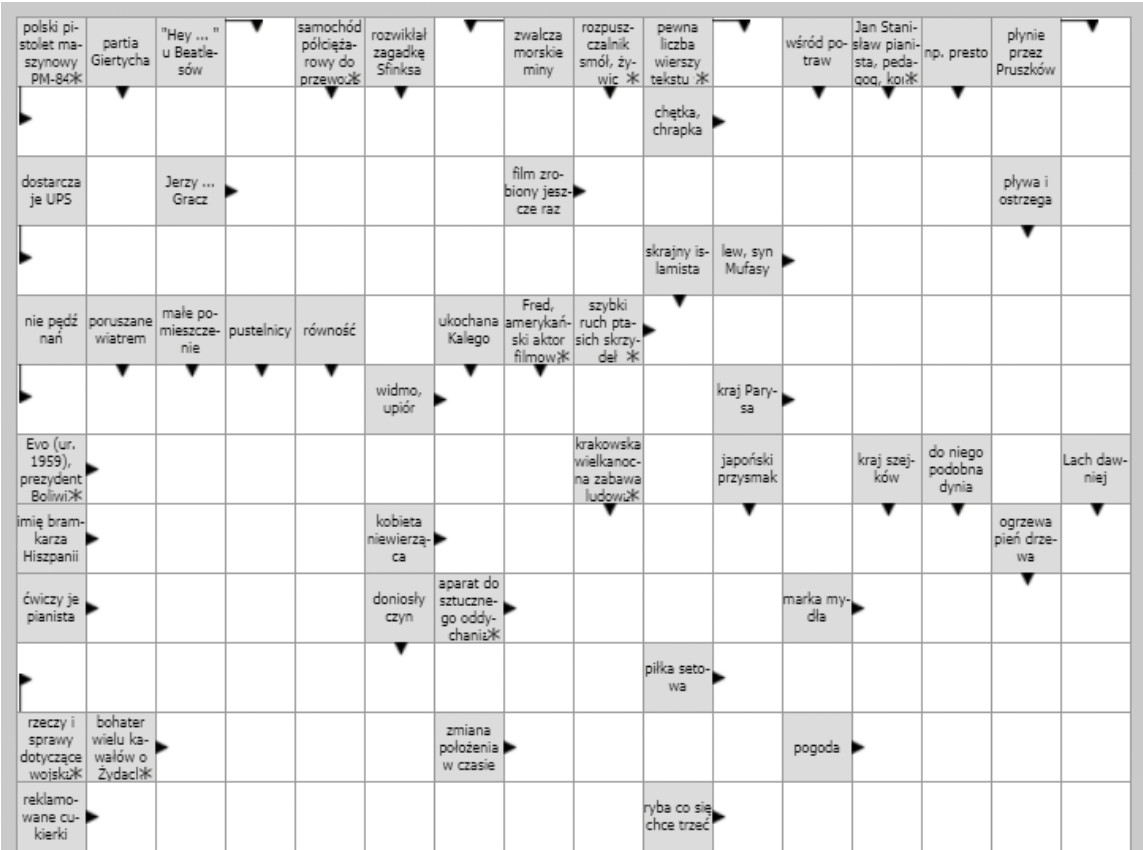 polski pi-
stolet ma-
szynowy
PM-84
partia
Giertycha
"Hey ... "
u Beatle-
sów
samochód
półcięża-
rowy do
przewoz
rozwikłał
zagadkę
Sfinksa
zwalcza
morskie
miny
rozpusz-
czalnik
smół, ży-
wic
pewna
liczba
wierszy
tekstu
wśród po-
traw
Jan Stani-
sław piani-
sta, peda-
gog,
np. presto
płynie
przez
Pruszków
chętka,
chrapka
dostarcza
je UPS
Jerzy ...
Gracz
film zro-
biony jesz-
cze raz
pływa i
ostrzega
skrajny is-
lamista
lew, syn
Mufasy
nie pędź
nań
poruszane
wiatrem
małe po-
mieszcze-
nie
pustelnicy
równość
ukochana
Kalego
Fred,
amerykań-
ski aktor
filmow
szybki
ruch pta-
sich skrzy-
deł
widmo,
upiór
kraj Pary-
sa
Evo (ur.
1959),
prezydent
Boliwi
krakowska
wielkanoc-
na zabawa
ludow
japoński
przysmak
kraj szej-
ków
do niego
podobna
dynia
Lach daw-
niej
imię bram-
karza
Hiszpanii
kobieta
niewierzą-
ca
ogrzewa
pień drze-
wa
ćwiczy je
pianista
doniosły
czyn
aparat do
sztuczne-
go oddy-
chania
marka my-
dła
piłka seto-
wa
rzeczy i
sprawy
dotyczące
wojska
bohater
wielu ka-
wałów o
Żydach
zmiana
położenia
w czasie
pogoda
reklamo-
wane cu-
kierki
ryba co się
chce trzeć